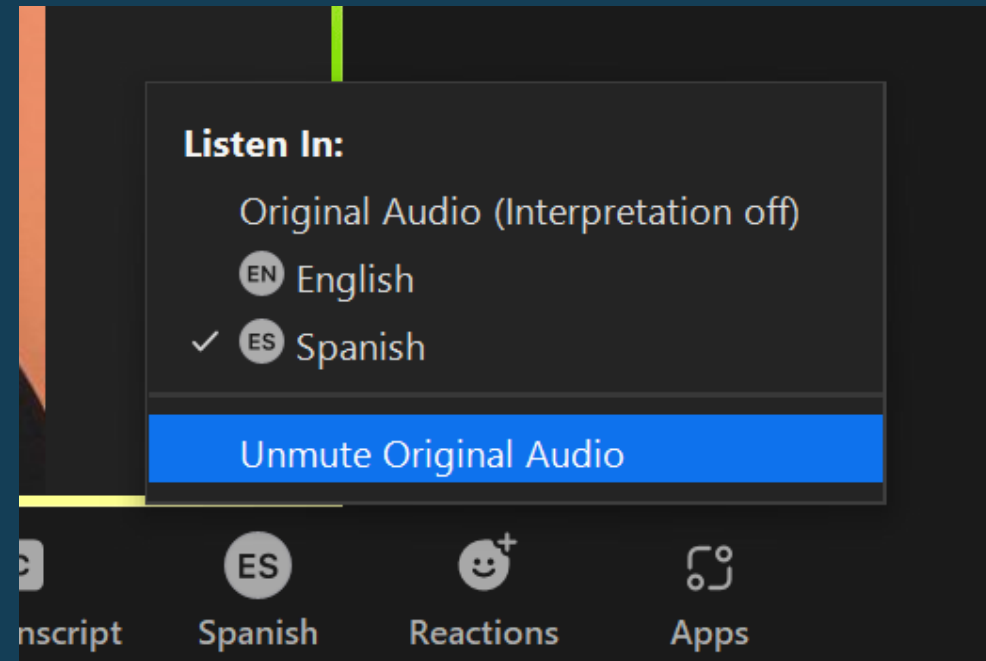 Listen In:
Original Audio (Interpretation off)
EN English
ES Spanish
Unmute Original Audio
ES
nscript Spanish Reactions Apps